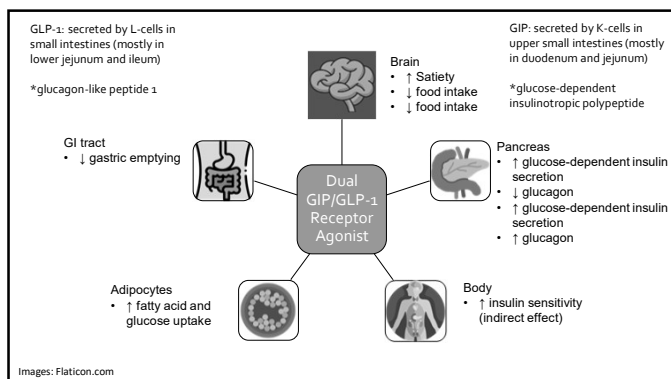 GLP-1: secreted by L-cells in
small intestines (mostly in
lower jejunum and ileum)
*glucagon-like peptide 1
GIP: secreted by K-cells in
upper small intestines (mostly
in duodenum and jejunum)
*glucose-dependent
insulinotropic polypeptide
Brain
• ↑ Satiety
• ↓ food intake
• ↓ food intake
GI tract
• ↓ gastric emptying
Pancreas
• ↑ glucose-dependent insulin
secretion
• ↓ glucagon
• ↑ glucose-dependent insulin
secretion
• ↑ glucagon
Dual
GIP/GLP-1
Receptor
Agonist
Adipocytes
• ↑ fatty acid and
glucose uptake
Body
• ↑ insulin sensitivity
(indirect effect)
Images: Flaticon.com